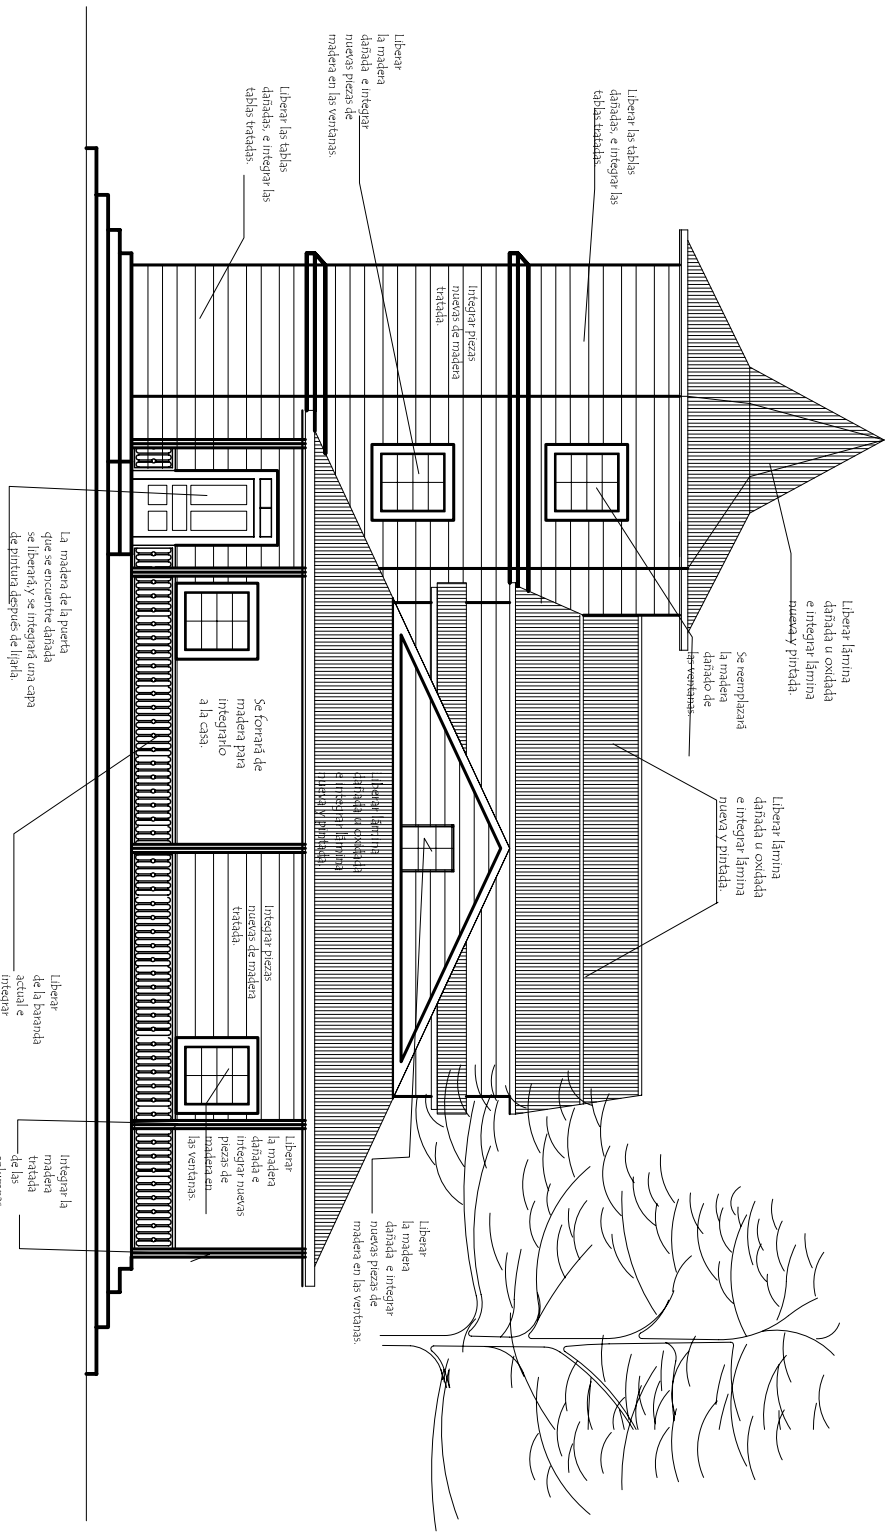 Liberar lámina
dañada u oxidada
e integrar lámina
nueva y pintada.
Se reemplazará
la madera
dañado de
las ventanas.
Liberar lámina
dañada u oxidada
e integrar lámina
nueva y pintada.
Liberar las tablas
dañadas, e integrar las
tablas tratadas.
Integrar piezas
nuevas de madera
tratada.
Liberar
la madera
dañada e integrar
nuevas piezas de
madera en las ventanas.
Liberar las tablas
dañadas, e integrar las
tablas tratadas.
Liberar lámina
dañada u oxidada
e integrar lámina
nueva y pintada.
Liberar
la madera
dañada e integrar
nuevas piezas de
madera en las ventanas.
Se forrará de
madera para
integrarlo
a la casa.
Integrar piezas
nuevas de madera
tratada.
Liberar
la madera
dañada e
integrar nuevas
piezas de
madera en
las ventanas.
La madera de la puerta
que se encuentre dañada
se liberará,y se integrará una capa
de pintura después de lijarla.
Liberar
de la baranda
actual e
integrar
Integrar la
madera
tratada
de las